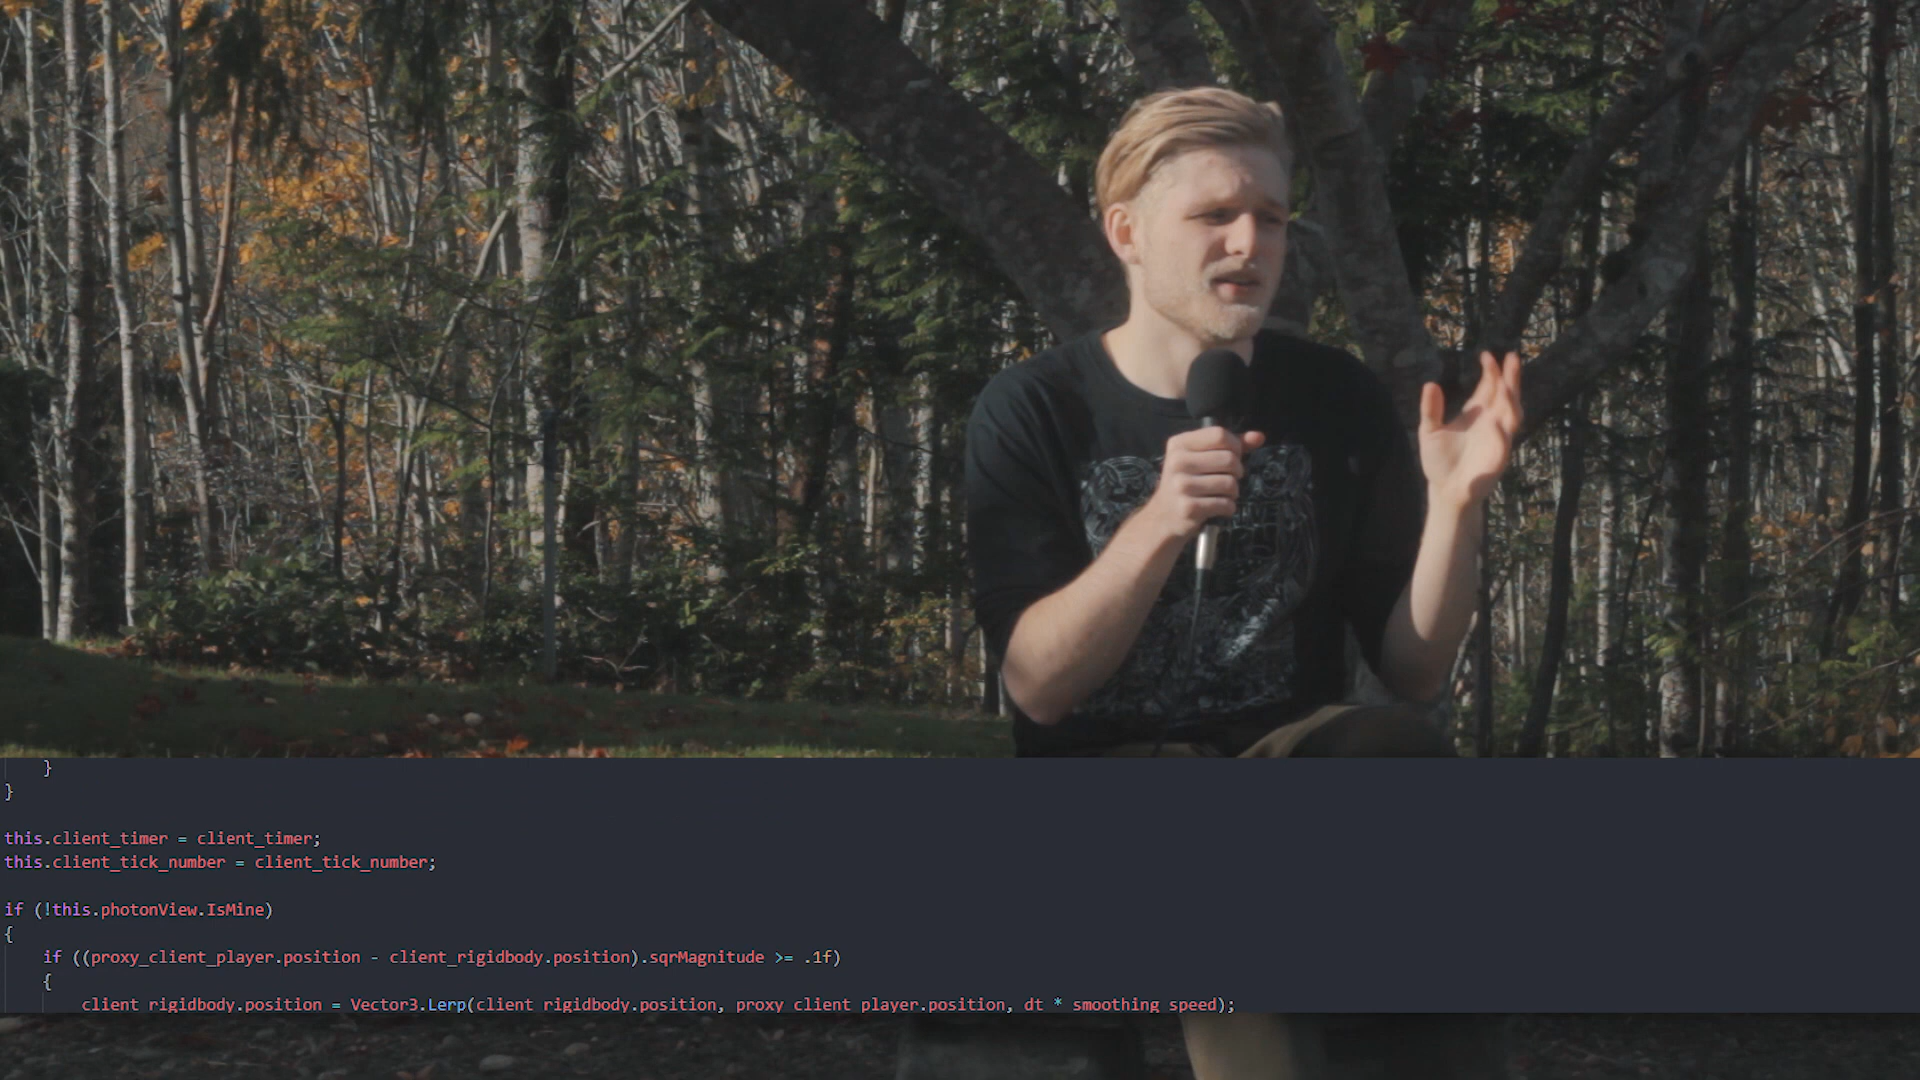 }
}
this.client_timer = client_timer;
this.client_tick_number = client_tick_number;
if (!this.photonView.IsMine)
{
if ((proxy_client_player.position - client_rigidbody.position).sqrMagnitude >= .1f)
{
client_rigidbody.position = Vector3.Lerp(client_rigidbody.position, proxy_client_player.position, dt * smoothing_speed);